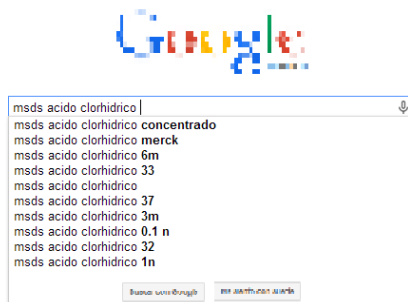 Google
msds acido clorhidrico
msds acido clorhidrico concentrado
msds acido clorhidrico merck
msds acido clorhidrico 6m
msds acido clorhidrico 33
msds acido clorhidrico
msds acido clorhidrico 37
msds acido clorhidrico 3m
msds acido clorhidrico 0.1 n
msds acido clorhidrico 32
msds acido clorhidrico 1n